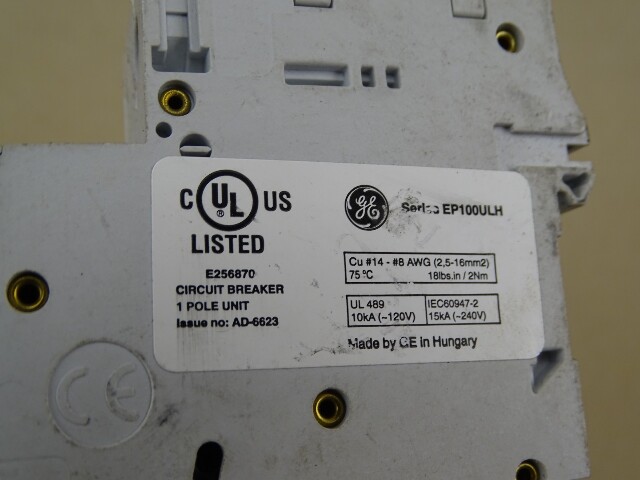 C UL US
®
LISTED
E256870
CIRCUIT BREAKER
1 POLE UNIT
Issue no: AD-6623
GE Series EP100ULH
Cu #14 - #8 AWG (2,5-16mm2)
75 ºC 18lbs.in / 2Nm
UL 489 IEC60947-2
10kA (~120V) 15kA (~240V)
Made by GE in Hungary
CE